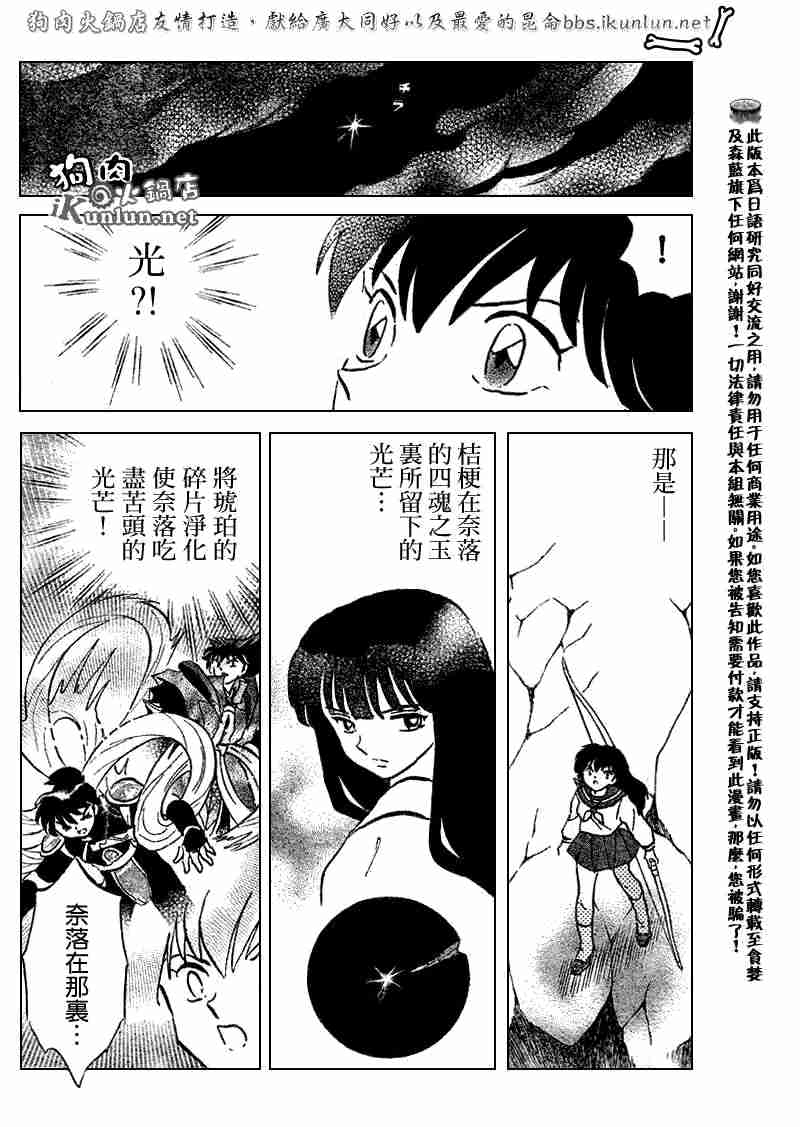 狗肉火鍋店友情打造、獻給廣大同好以及最愛的昆侖bbs.ikunlun.net
チラ
狗肉
火鍋店
iKunlun.net
！
光
?!
那是——
桔梗在奈落
的四魂之玉
裏所留下的
光芒…
將琥珀的
碎片淨化
使奈落吃
盡苦頭的
光芒！
奈落在那裏…
此版本爲日語研究同好交流之用，請勿用于任何商業用途。如您喜歡此作品，請支持正版！請勿以任何形式轉載至貪婪
及森藍旗下任何網站，謝謝！一切法律責任與本組無關。如果您被告知需要付款才能看到此漫畫，那麽，您被騙了！